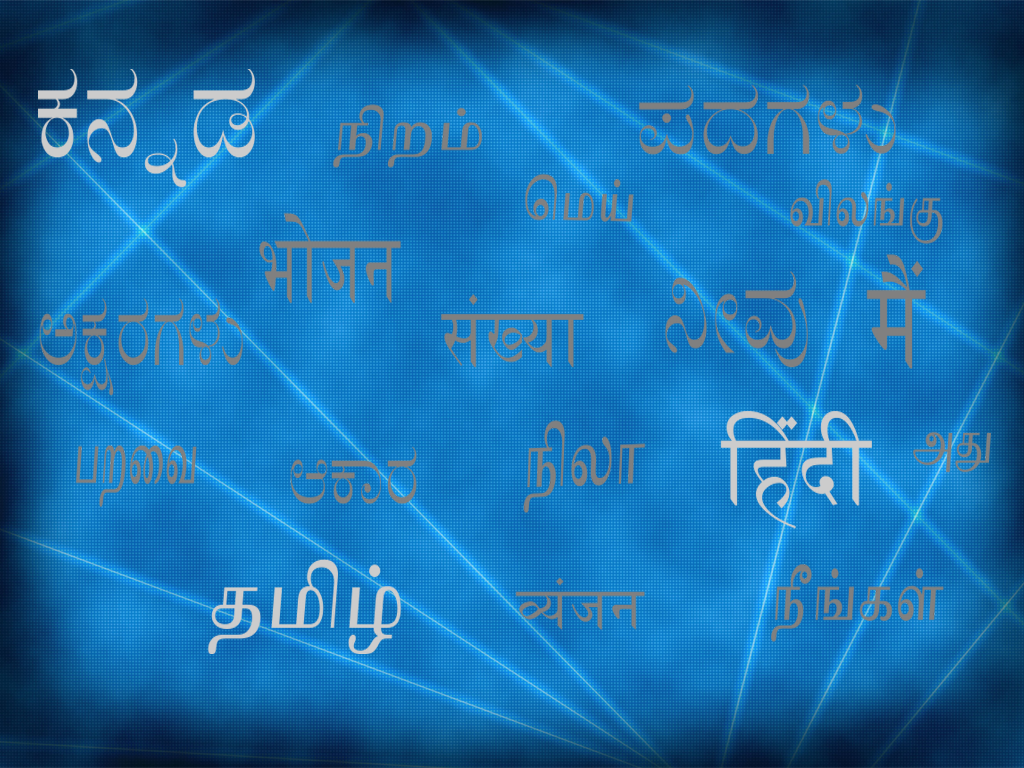 ಕನ್ನಡ
நிறம்
ಪದಗಳು
மெய்
விலங்கு
भोजन
ನೀವು
मैं
ಅಕ್ಷರಗಳು
संख्या
பறவை
ಆಕಾರ
நிலா
हिंदी
அது
தமிழ்
व्यंजन
நீங்கள்